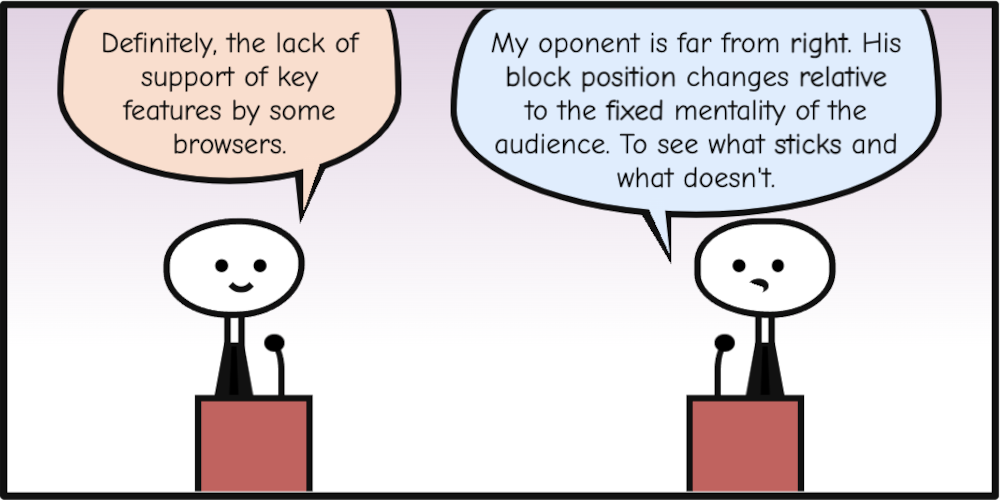 Definitely, the lack of
support of key
features by some
browsers.
My oponent is far from right. His
block position changes relative
to the fixed mentality of the
audience. To see what sticks and
what doesn't.